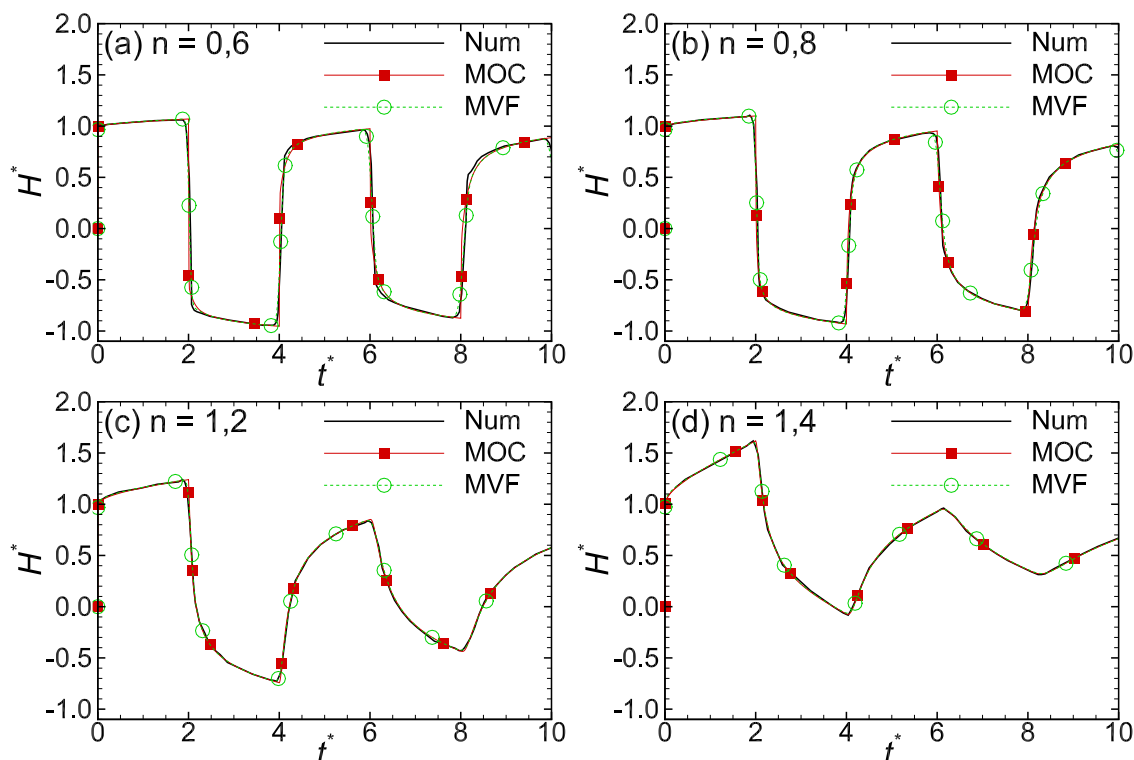 (a) n = 0,6
Num
MOC
MVF
2.0
1.5
1.0
0.5
0.0
-0.5
-1.0
H*
0 2 4 6 8 10
t*
(b) n = 0,8
Num
MOC
MVF
2.0
1.5
1.0
0.5
0.0
-0.5
-1.0
H*
0 2 4 6 8 10
t*
(c) n = 1,2
Num
MOC
MVF
2.0
1.5
1.0
0.5
0.0
-0.5
-1.0
H*
0 2 4 6 8 10
t*
(d) n = 1,4
Num
MOC
MVF
2.0
1.5
1.0
0.5
0.0
-0.5
-1.0
H*
0 2 4 6 8 10
t*